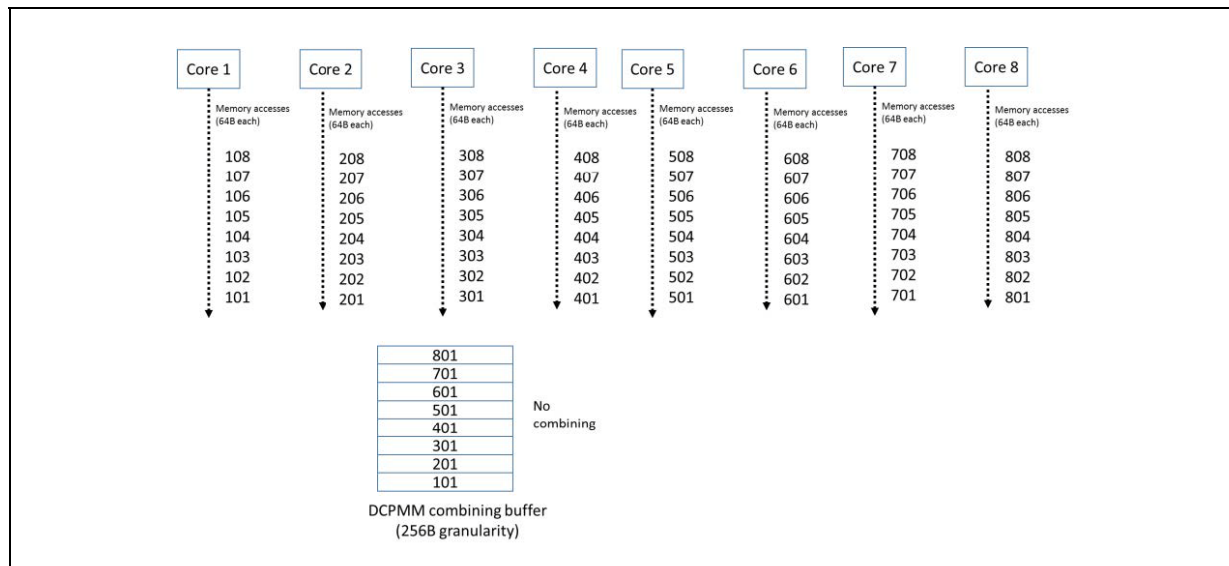 Core 1 Core 2 Core 3 Core 4 Core 5 Core 6 Core 7 Core 8
Memory accesses Memory accesses Memory accesses Memory accesses Memory accesses Memory accesses Memory accesses Memory accesses
(64B each) (64B each) (64B each) (64B each) (64B each) (64B each) (64B each) (64B each)
108 208 308 408 508 608 708 808
107 207 307 407 507 607 707 807
106 206 306 406 506 606 706 806
105 205 305 405 505 605 705 805
104 204 304 404 504 604 704 804
103 203 303 403 503 603 703 803
102 202 302 402 502 602 702 802
101 201 301 401 501 601 701 801
801
701
601
501
401
301
201
101
No
combining
DCPMM combining buffer
(256B granularity)